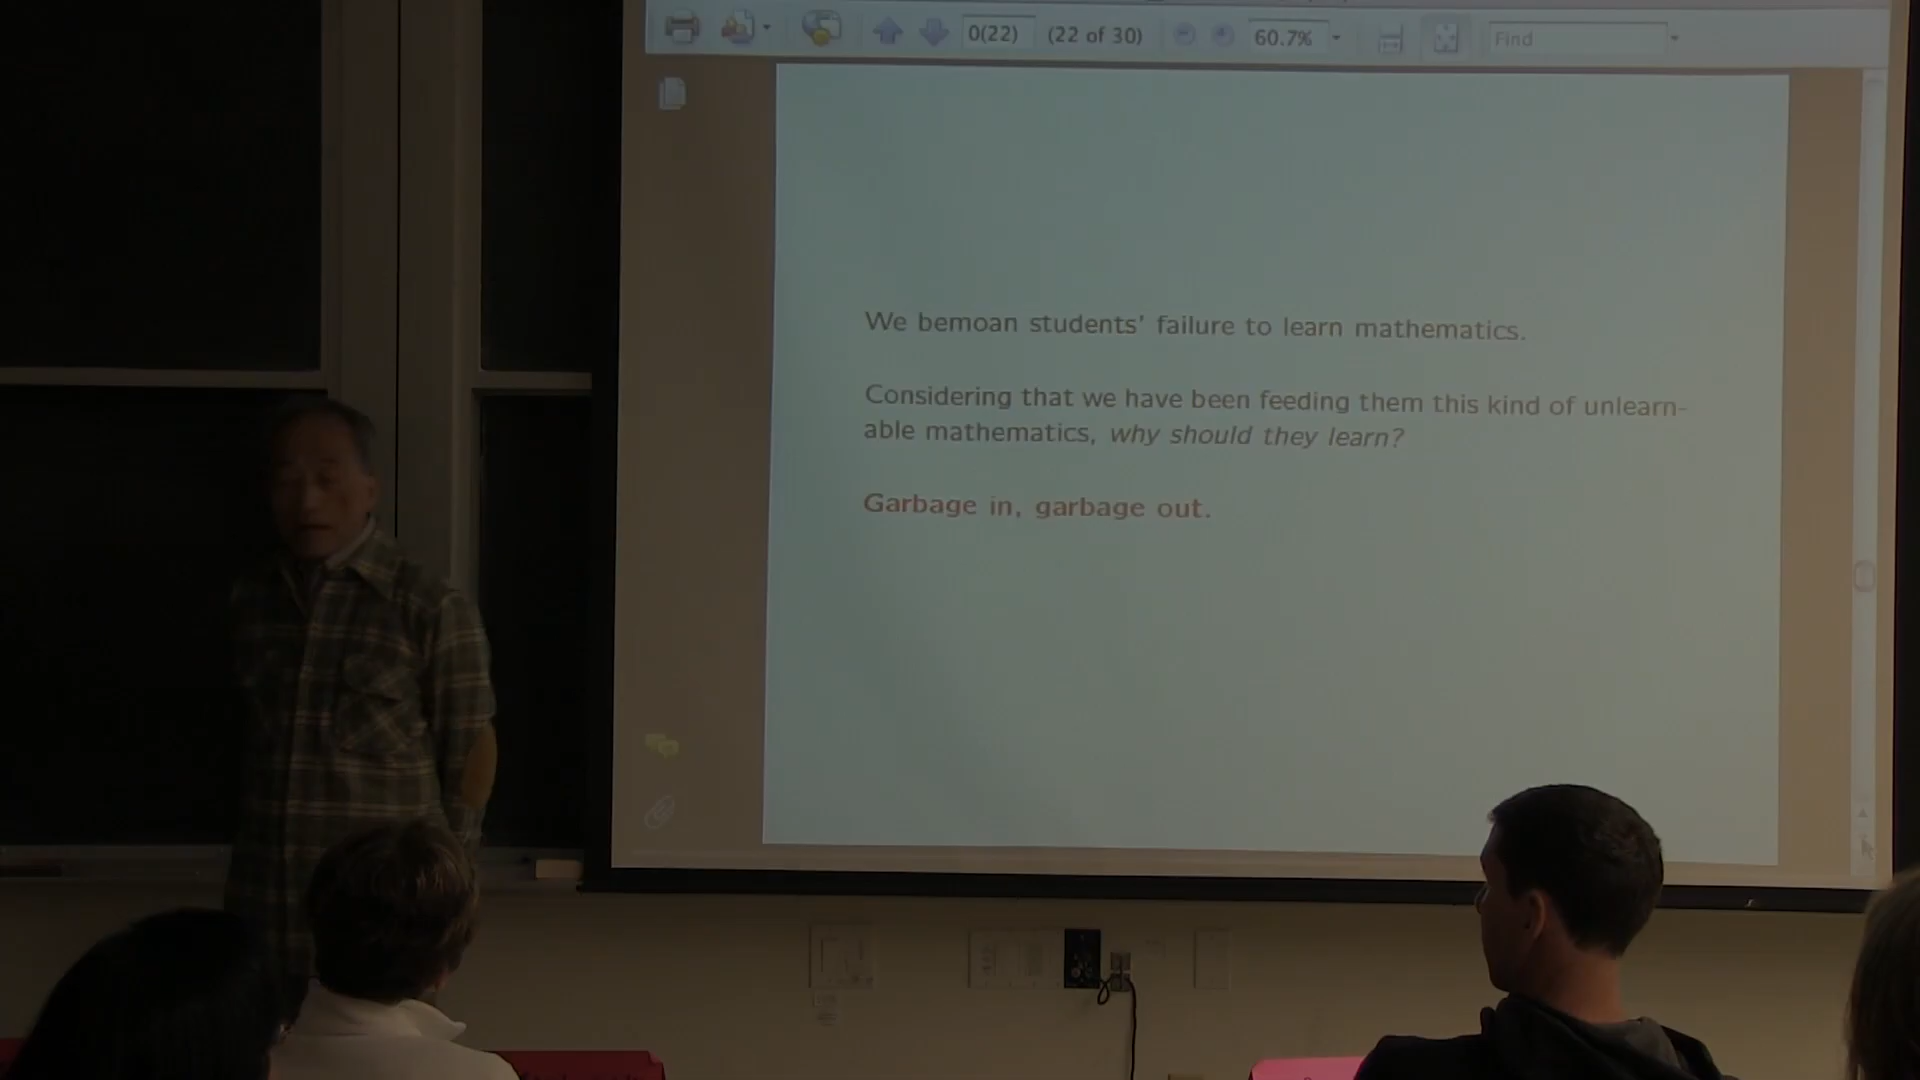 0(22) (22 of 30) 60.7% Find
We bemoan students' failure to learn mathematics.
Considering that we have been feeding them this kind of unlearn-
able mathematics, why should they learn?
Garbage in, garbage out.